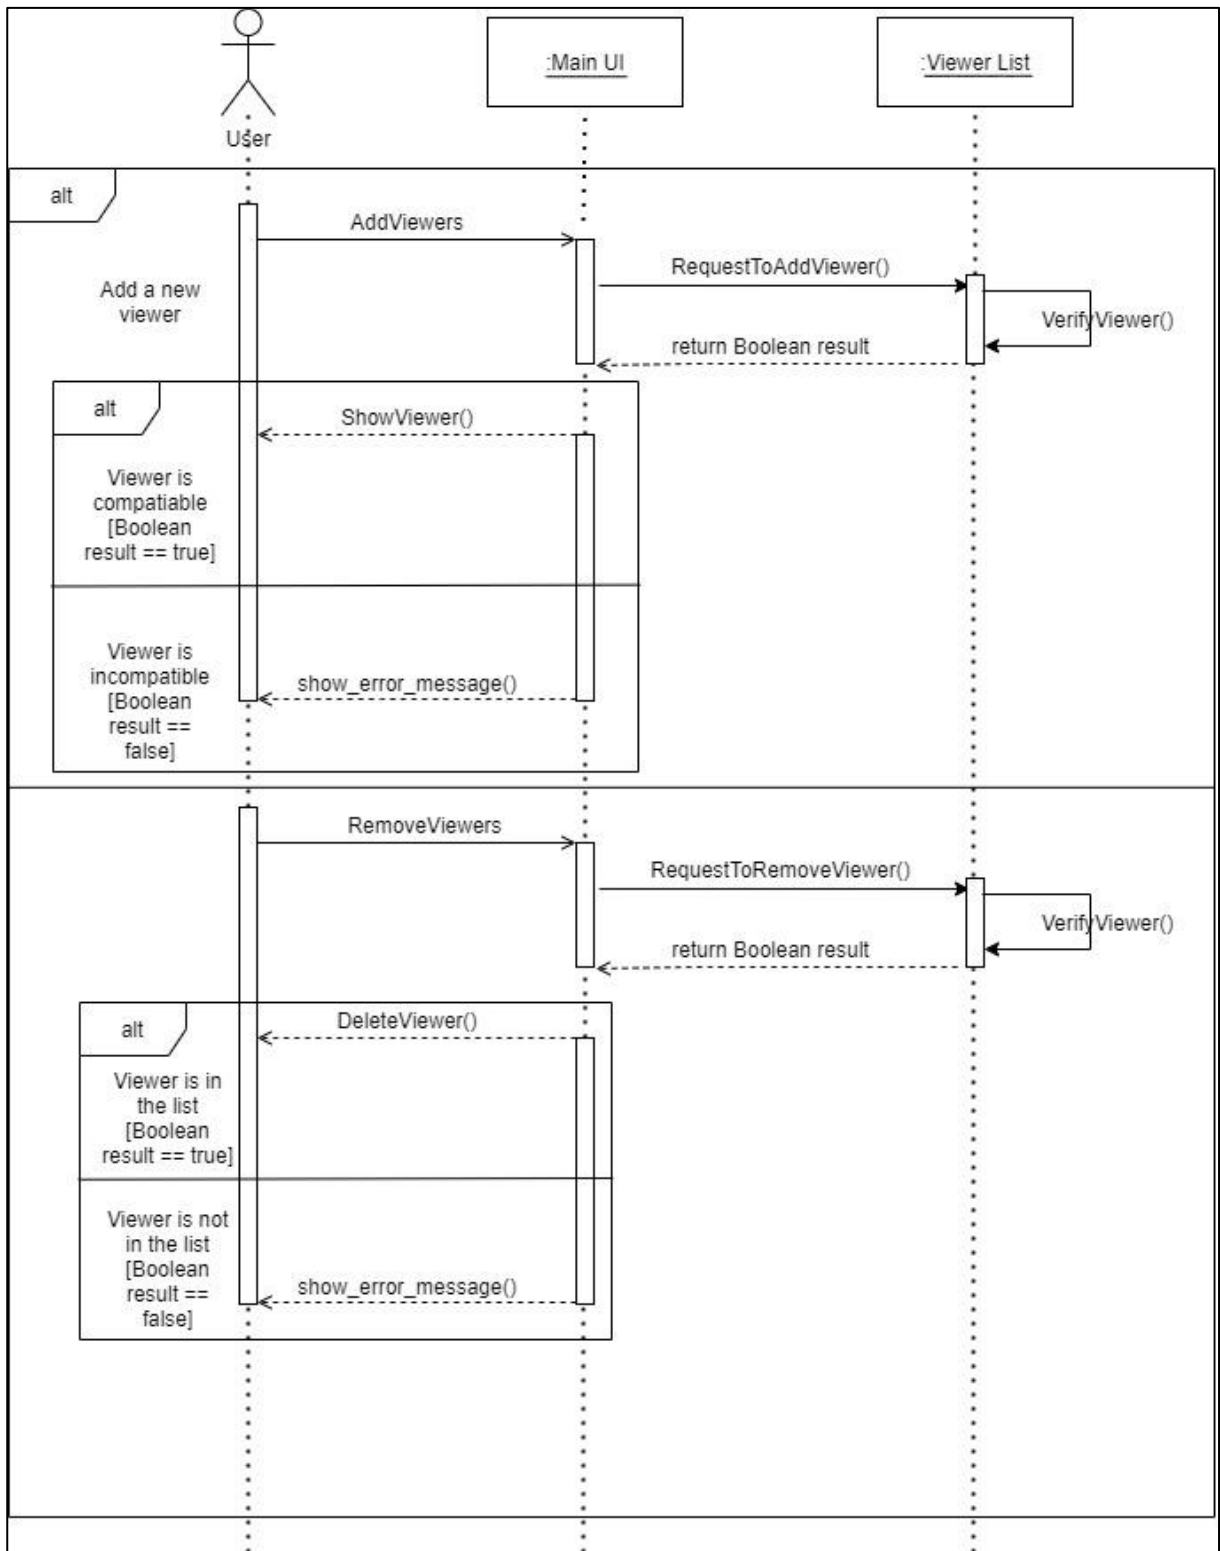 :Main UI
:Viewer List
User
alt
AddViewers
RequestToAddViewer()
Add a new
viewer
VerifyViewer()
return Boolean result
alt
ShowViewer()
Viewer is
compatiable
[Boolean
result == true]
Viewer is
incompatible
[Boolean
result ==
false]
show_error_message()
RemoveViewers
RequestToRemoveViewer()
VerifyViewer()
return Boolean result
alt
DeleteViewer()
Viewer is in
the list
[Boolean
result == true]
Viewer is not
in the list
[Boolean
result ==
false]
show_error_message()